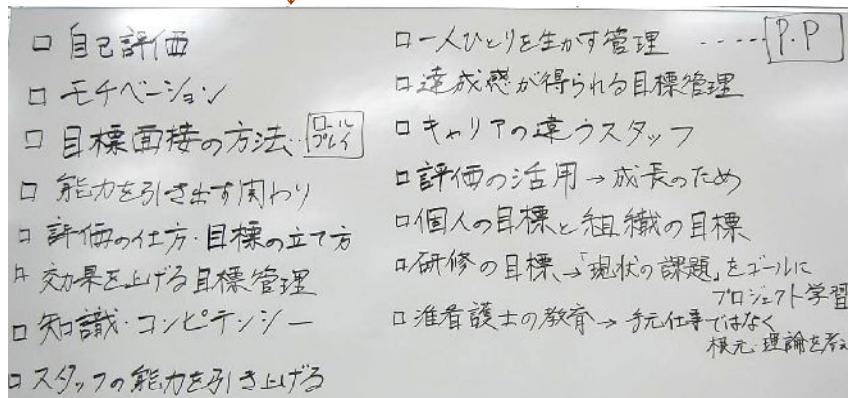 □ 自己評価
□ モチベーション
□ 目標面接の方法…ロールプレイ
□ 能力を引き出す関わり
□ 評価の仕方・目標の立て方
□ 効果を上げる目標管理
□ 知識・コンピテンシー
□ スタッフの能力を引き上げる
□ 一人ひとりを生かす管理 ----- P.P
□ 達成感が得られる目標管理
□ キャリアの違うスタッフ
□ 評価の活用→成長のため
□ 個人の目標と組織の目標
□ 研修の目標→「現状の課題」をゴールに
プロジェクト学習
□ 准看護士の教育→手元仕事ではなく
根元・理論を教え